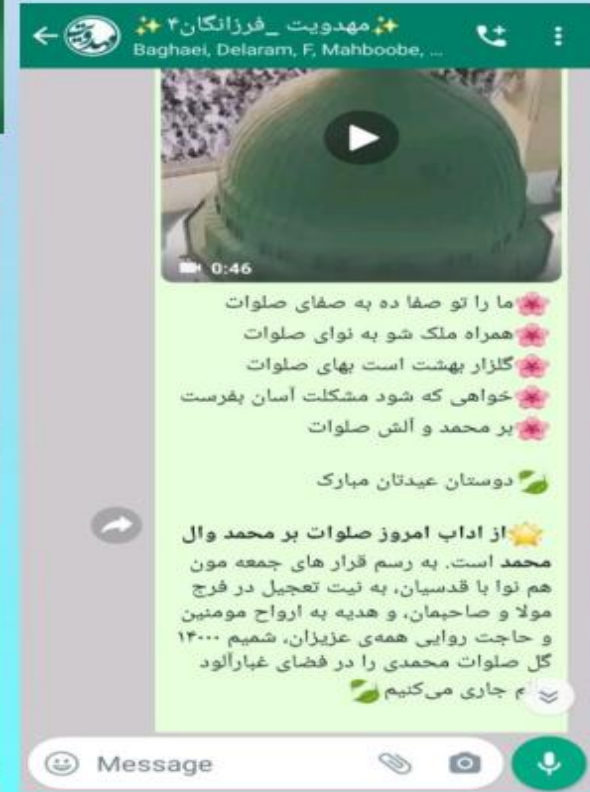 ✨مهدویت _فرزانگان۴✨
Baghaei, Delaram, F, Mahboobe, ...
0:46
🌸ما را تو صفا ده به صفای صلوات
🌸همراه ملک شو به نوای صلوات
🌸گلزار بهشت است بهای صلوات
🌸خواهی که شود مشکلت آسان بفرست
🌸بر محمد و آلش صلوات
🍃دوستان عیدتان مبارک
🌟از اداب امروز صلوات بر محمد وال
محمد است. به رسم قرار های جمعه مون
هم نوا با قدسیان، به نیت تعجیل در فرج
مولا و صاحبمان، و هدیه به ارواح مومنین
و حاجت روایی همه‌ی عزیزان، شمیم ۱۴۰۰۰
گل صلوات محمدی را در فضای غبارآلود
جاری می‌کنیم🍃
Message